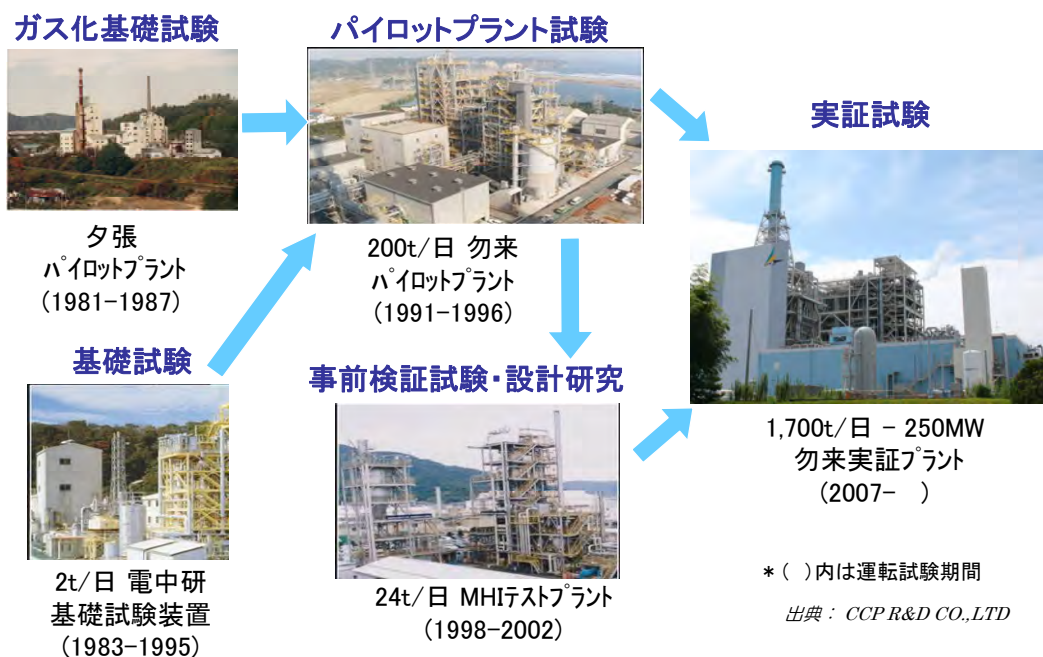 ガス化基礎試験
夕張
ﾊﾟｲﾛｯﾄﾌﾟﾗﾝﾄ
(1981-1987)
パイロットプラント試験
200t/日 勿来
ﾊﾟｲﾛｯﾄﾌﾟﾗﾝﾄ
(1991-1996)
基礎試験
2t/日 電中研
基礎試験装置
(1983-1995)
事前検証試験・設計研究
24t/日 MHIﾃｽﾄﾌﾟﾗﾝﾄ
(1998-2002)
実証試験
1,700t/日 - 250MW
勿来実証ﾌﾟﾗﾝﾄ
(2007- )
* ( )内は運転試験期間
出典: CCP R&D CO.,LTD